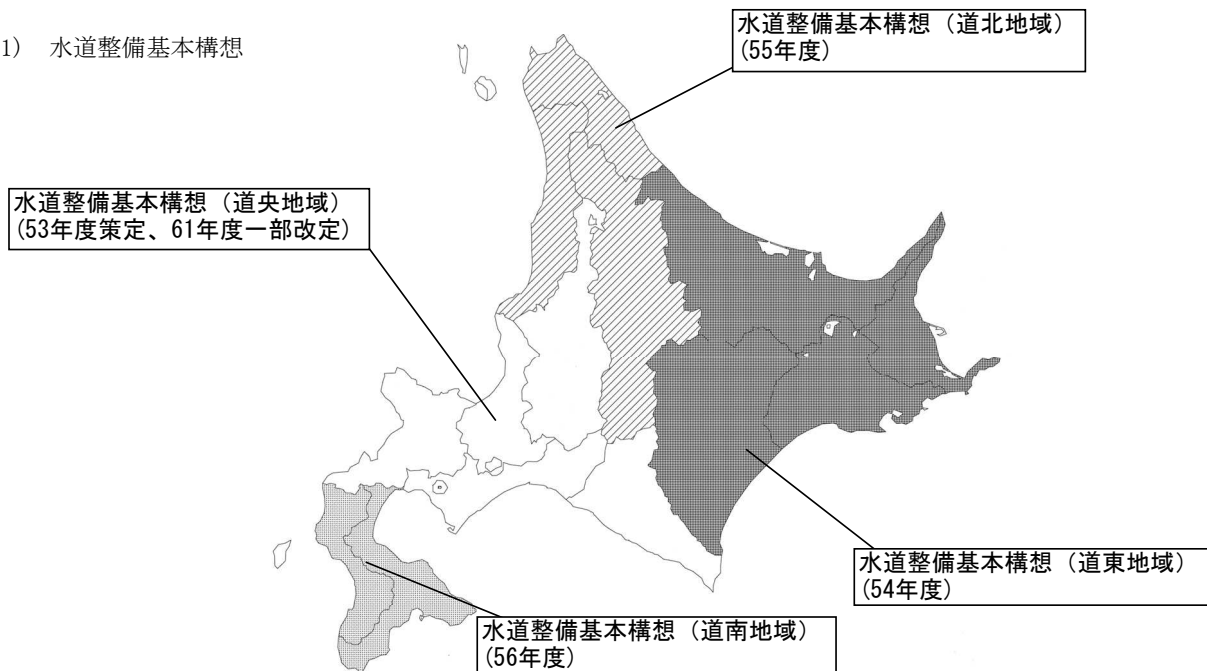 1) 水道整備基本構想
水道整備基本構想（道北地域）
(55年度)
水道整備基本構想（道央地域）
(53年度策定、61年度一部改定)
水道整備基本構想（道東地域）
(54年度)
水道整備基本構想（道南地域）
(56年度)